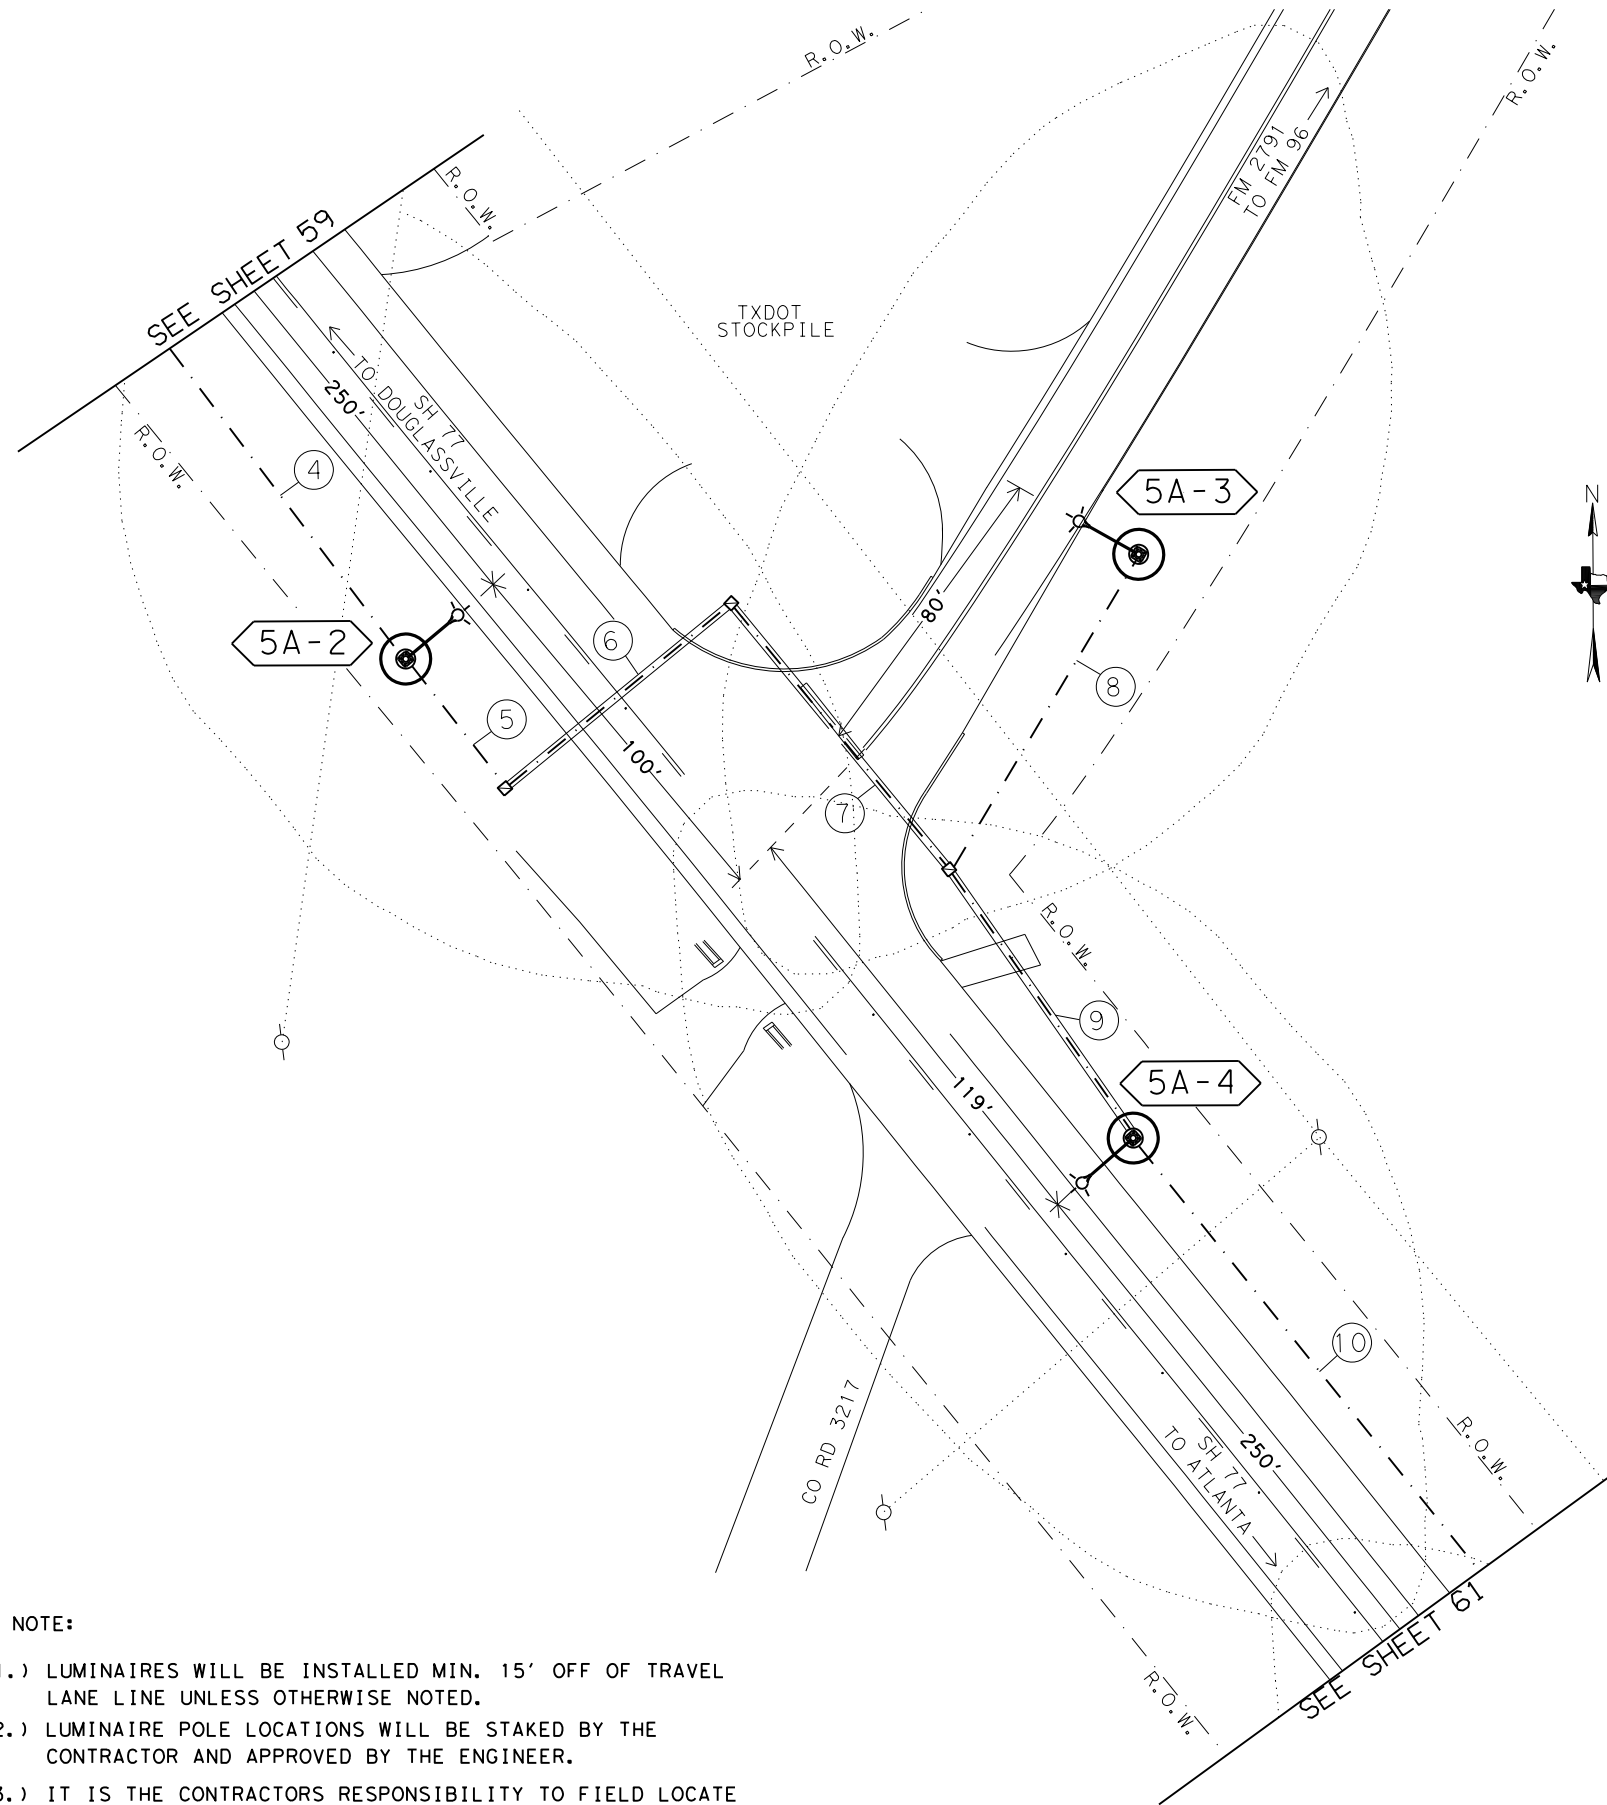 R.O.W.
R.O.W.
FM 2791
TO FM 96
R.O.W.
SEE SHEET 59
TXDOT
STOCKPILE
TO DOUGLASSVILLE
SH 77
250'
R.O.W.
4
5A-3
N
80'
5A-2
6
8
5
100'
7
R.O.W.
9
5A-4
119'
10
CO RD 3217
R.O.W.
250'
SH 77
TO ATLANTA
SEE SHEET 61
R.O.W.
NOTE:
.) LUMINAIRES WILL BE INSTALLED MIN. 15' OFF OF TRAVEL
LANE LINE UNLESS OTHERWISE NOTED.
2.) LUMINAIRE POLE LOCATIONS WILL BE STAKED BY THE
CONTRACTOR AND APPROVED BY THE ENGINEER.
3.) IT IS THE CONTRACTORS RESPONSIBILITY TO FIELD LOCATE